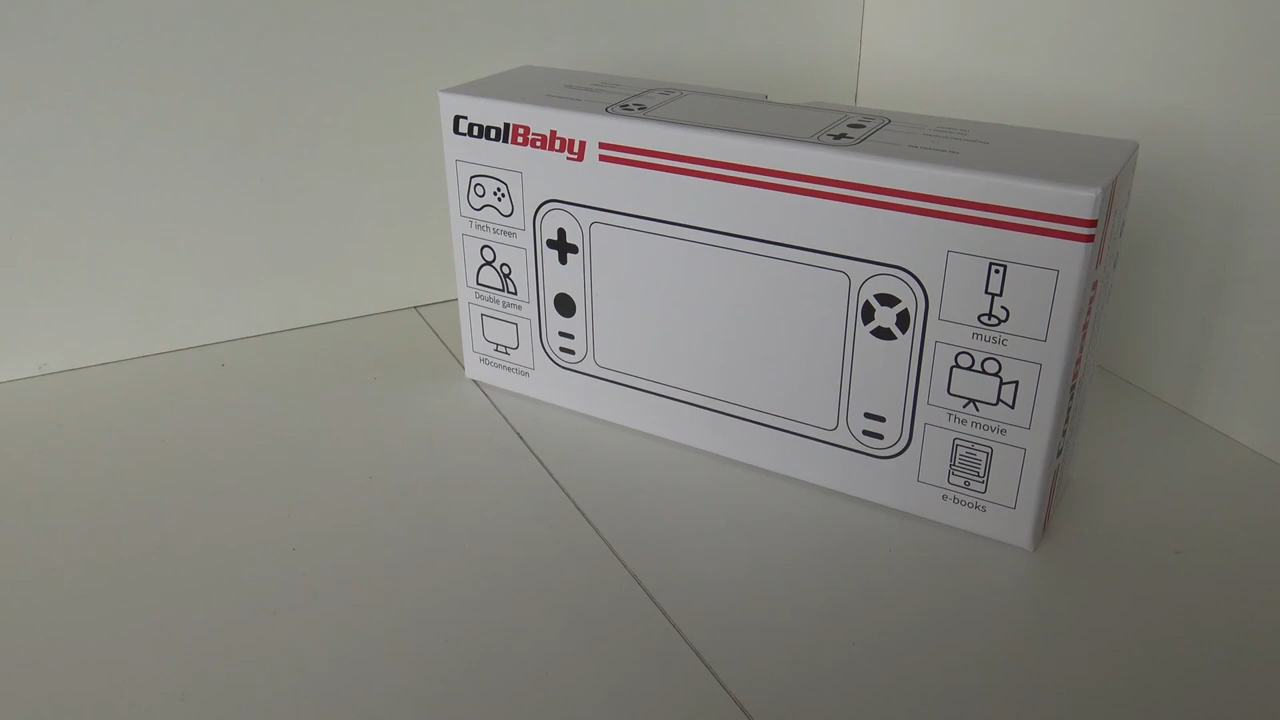 CoolBaby
7 inch screen
Double game
HDconnection
music
The movie
e-books